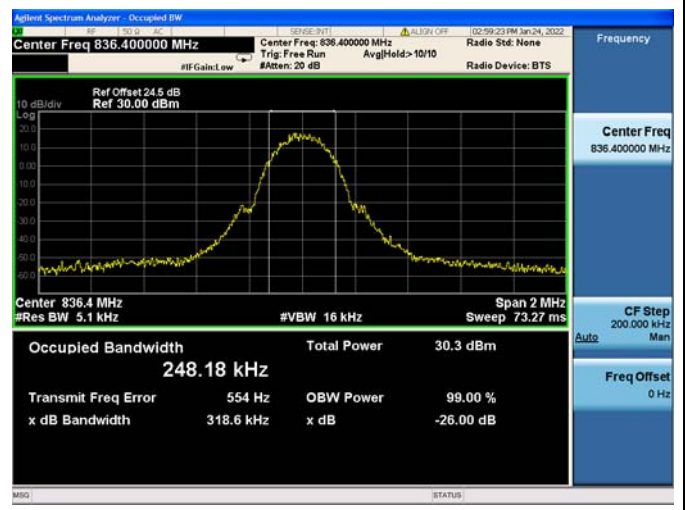 Agilent Spectrum Analyzer - Occupied BW
RF 50 Ω AC SENSE:INT ALIGN OFF 02:59:23 PM Jan 24, 2022
Center Freq 836.400000 MHz
Center Freq: 836.400000 MHz Radio Std: None
Trig: Free Run Avg|Hold:> 10/10
#IFGain:Low #Atten: 20 dB Radio Device: BTS
Ref Offset 24.5 dB
10 dB/div Ref 30.00 dBm
Log
20.0
10.0
0.00
-10.0
-20.0
-30.0
-40.0
-50.0
-60.0
Center 836.4 MHz Span 2 MHz
#Res BW 5.1 kHz #VBW 16 kHz Sweep 73.27 ms
Occupied Bandwidth Total Power 30.3 dBm
248.18 kHz
Transmit Freq Error 554 Hz OBW Power 99.00 %
x dB Bandwidth 318.6 kHz x dB -26.00 dB
MSG STATUS
Frequency
Center Freq
836.400000 MHz
CF Step
200.000 kHz
Auto Man
Freq Offset
0 Hz